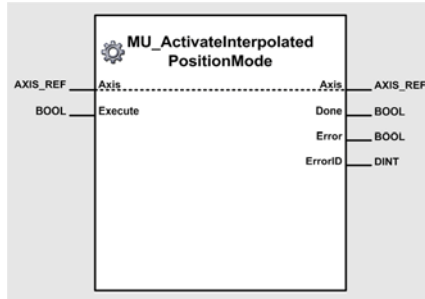 MU_ActivateInterpolated
PositionMode
AXIS_REF Axis Axis AXIS_REF
BOOL Execute Done BOOL
Error BOOL
ErrorID DINT